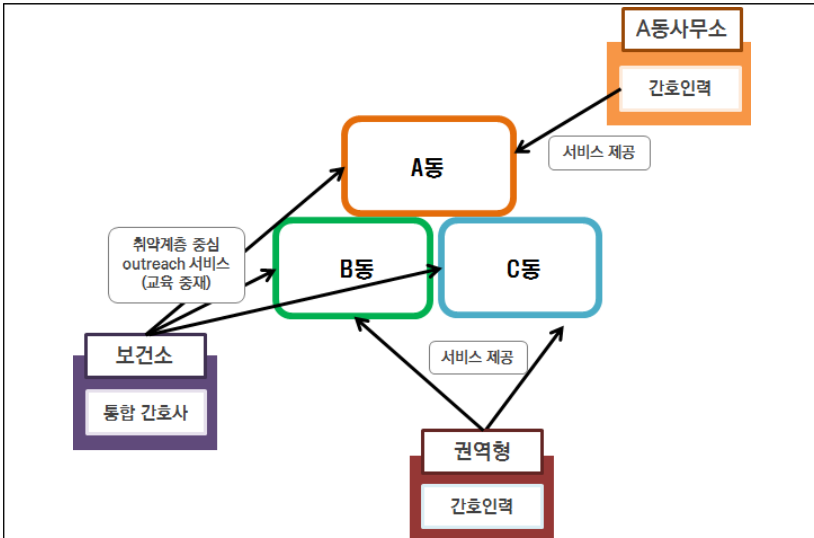 A동사무소
간호인력
서비스 제공
A동
취약계층 중심
outreach 서비스
(교육 중재)
B동
C동
보건소
통합 간호사
서비스 제공
권역형
간호인력